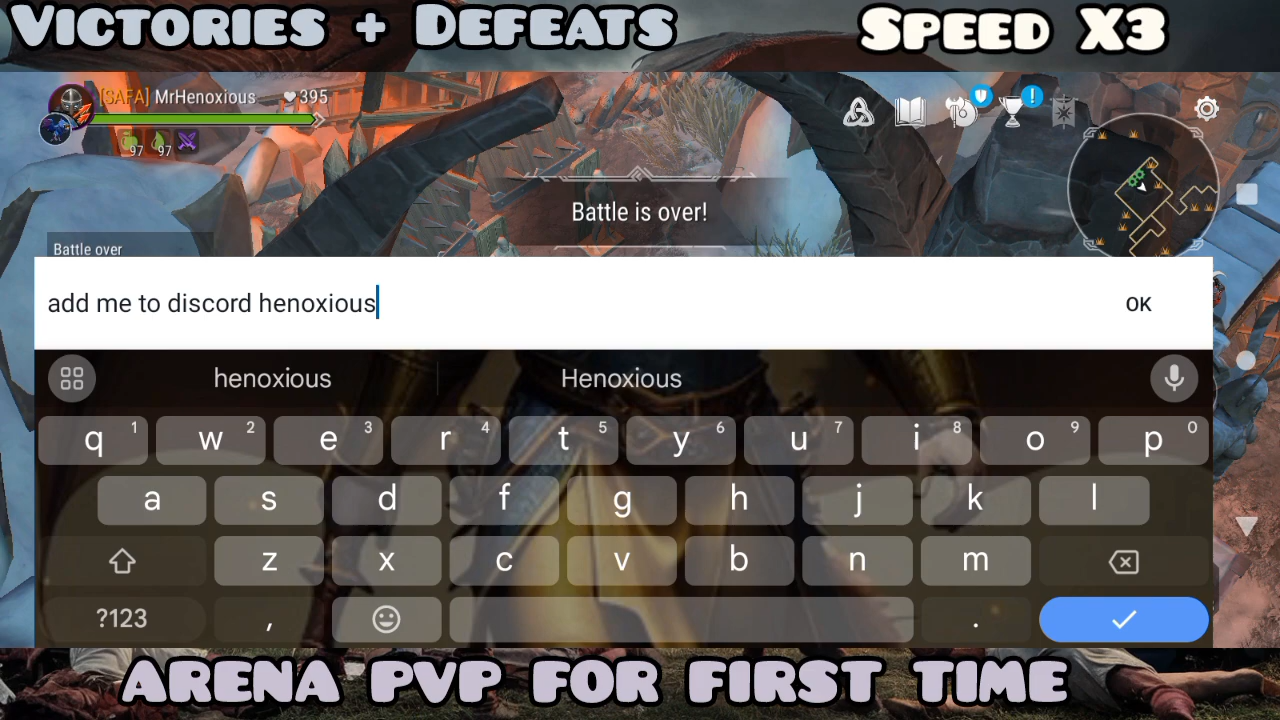 VICTORIES + DEFEATS
SPEED X3
[SAFA] MrHenoxious 395
97 97
!
Battle is over!
Battle over
add me to discord henoxious
OK
henoxious Henoxious
q 1 w 2 e 3 r 4 t 5 y 6 u 7 i 8 o 9 p 0
a s d f g h j k l
z x c v b n m
?123 , .
ARENA PVP FOR FIRST TIME